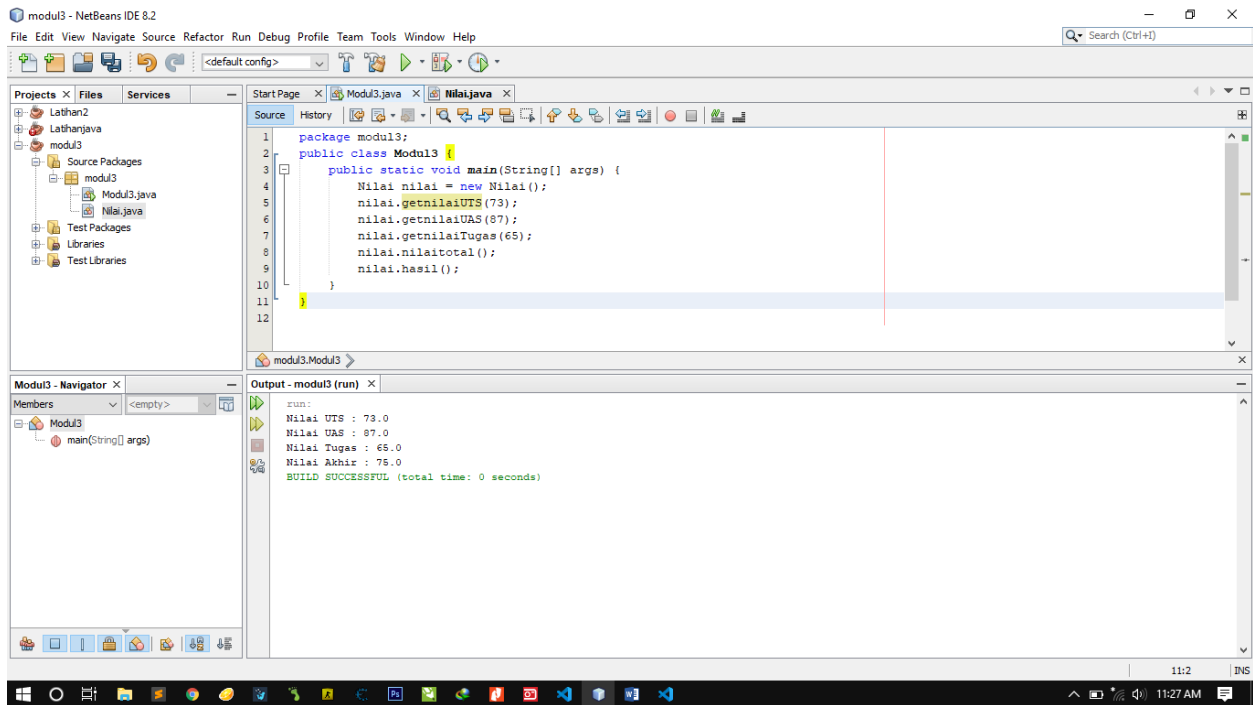 modul3 - NetBeans IDE 8.2
File Edit View Navigate Source Refactor Run Debug Profile Team Tools Window Help
Search (Ctrl+I)
<default config>
Projects Files Services
Start Page Modul3.java Nilai.java
Source History
Latihan2
Latihanjava
modul3
Source Packages
modul3
Modul3.java
Nilai.java
Test Packages
Libraries
Test Libraries
1 package modul3;
2 public class Modul3 {
3 public static void main(String[] args) {
4 Nilai nilai = new Nilai();
5 nilai.getnilaiUTS(73);
6 nilai.getnilaiUAS(87);
7 nilai.getnilaiTugas(65);
8 nilai.nilaitotal();
9 nilai.hasil();
10 }
11 }
12
modul3.Modul3
Modul3 - Navigator
Members <empty>
Modul3
main(String[] args)
Output - modul3 (run)
run:
Nilai UTS : 73.0
Nilai UAS : 87.0
Nilai Tugas : 65.0
Nilai Akhir : 75.0
BUILD SUCCESSFUL (total time: 0 seconds)
11:2 INS
Ps
11:27 AM